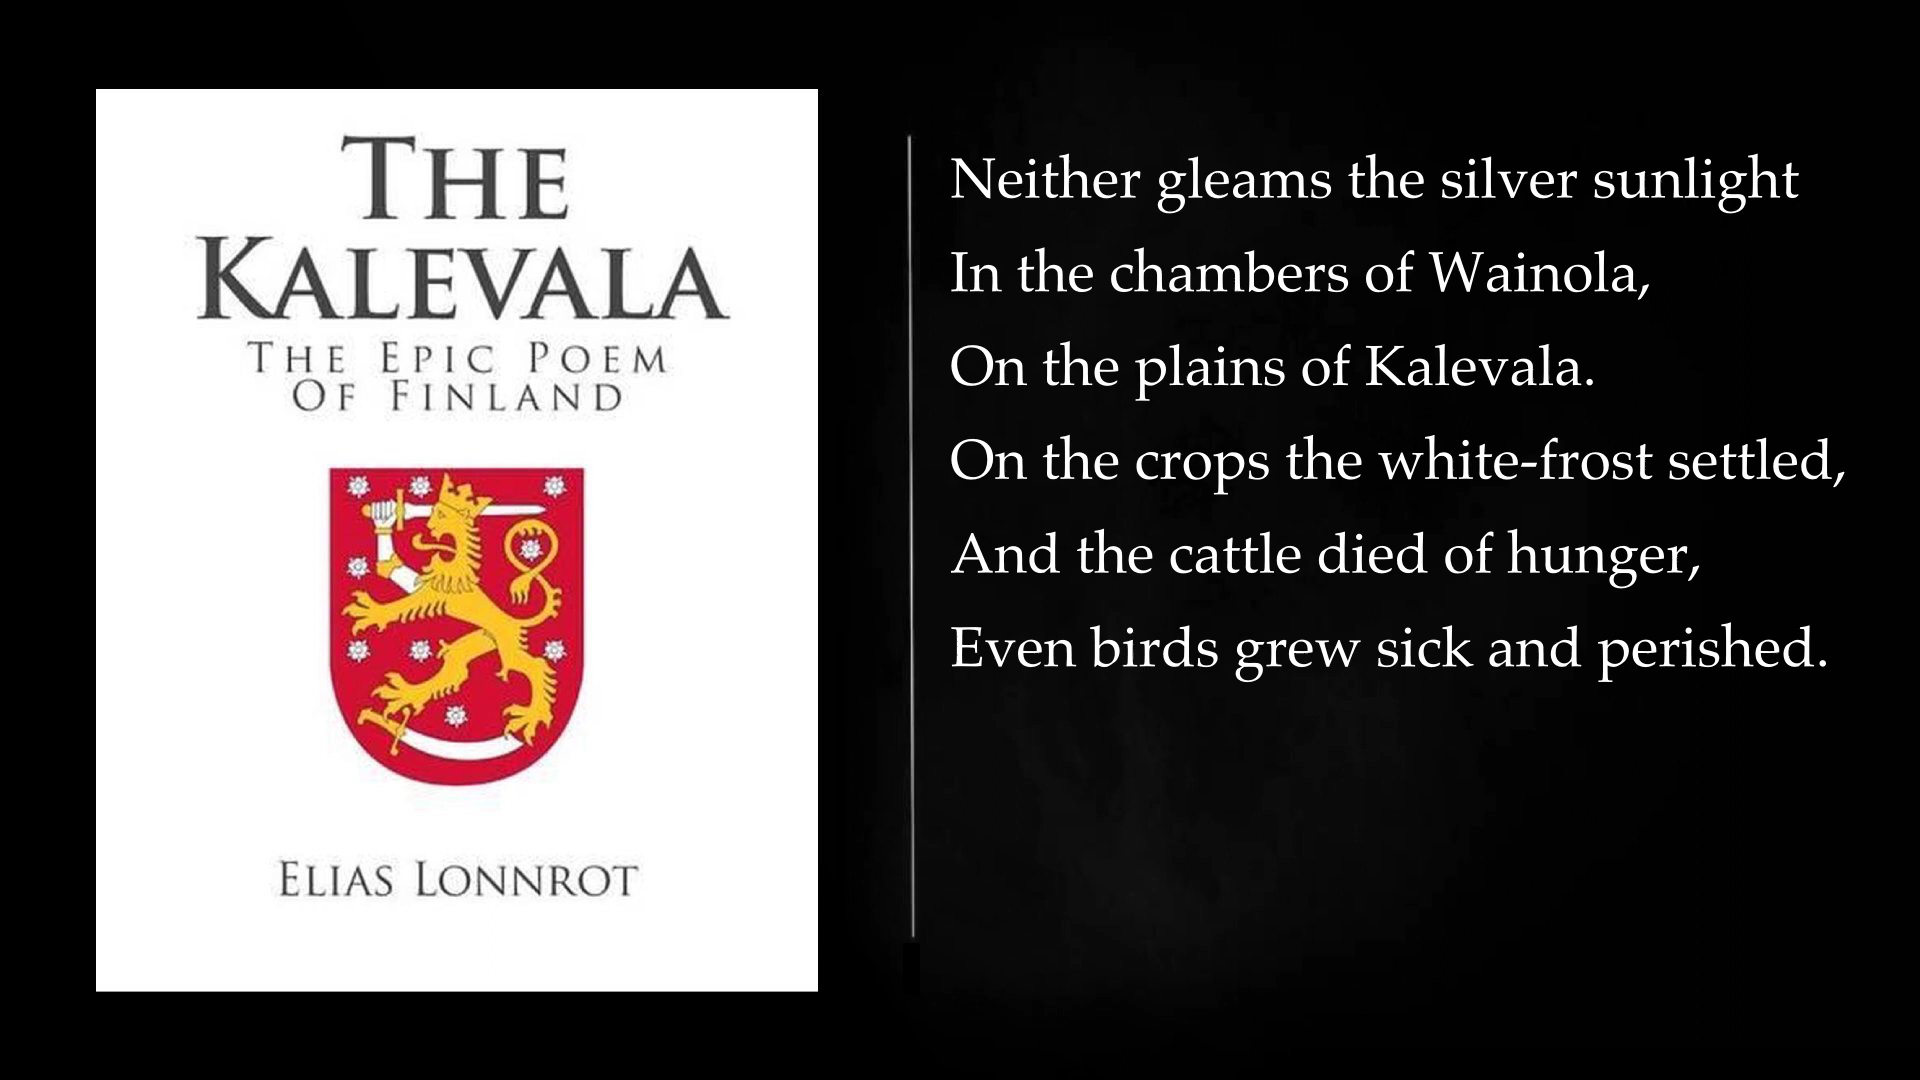 THE
KALEVALA
THE EPIC POEM
OF FINLAND
ELIAS LONNROT
Neither gleams the silver sunlight
In the chambers of Wainola,
On the plains of Kalevala.
On the crops the white-frost settled,
And the cattle died of hunger,
Even birds grew sick and perished.